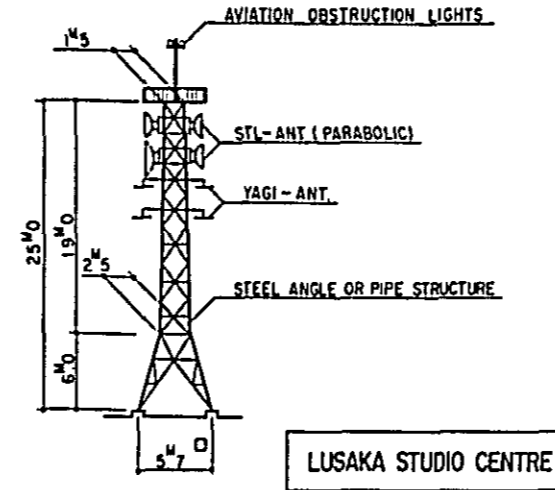 AVIATION OBSTRUCTION LIGHTS
1M5
STL-ANT (PARABOLIC)
YAGI-ANT.
25M0
19M0
2M5
STEEL ANGLE OR PIPE STRUCTURE
6M0
5M7
LUSAKA STUDIO CENTRE